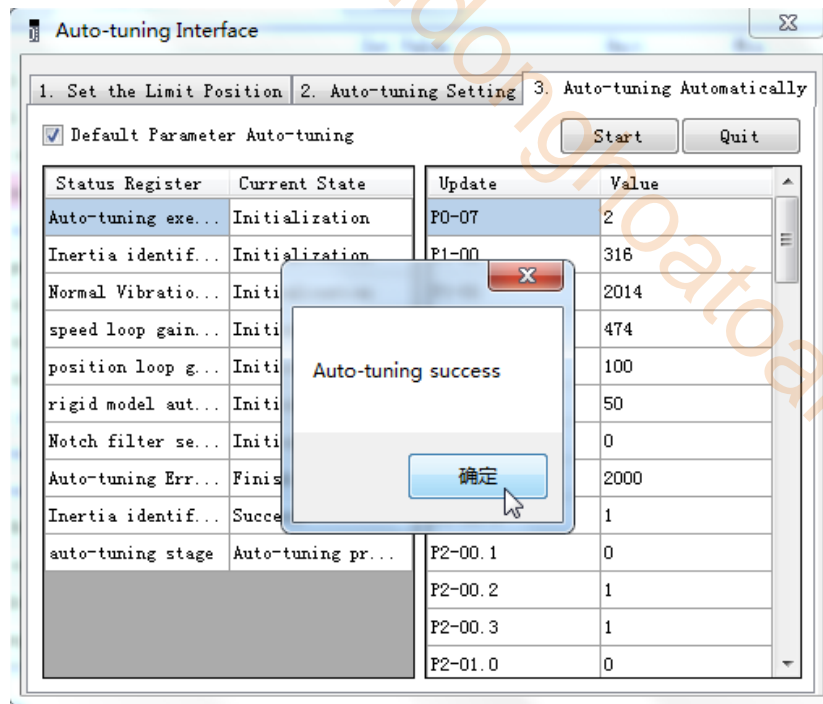 Auto-tuning Interface
1. Set the Limit Position 2. Auto-tuning Setting 3. Auto-tuning Automatically
Default Parameter Auto-tuning Start Quit
Status Register Current State Update Value
Auto-tuning exe... Initialization P0-07 2
Inertia identif... Initialization P1-00 316
Normal Vibratio... Initi 2014
speed loop gain... Initi 474
position loop g... Initi 100
rigid model aut... Initi 50
Notch filter se... Initi 0
Auto-tuning Err... Finis 2000
Inertia identif... Succe 1
auto-tuning stage Auto-tuning pr... P2-00.1 0
P2-00.2 1
P2-00.3 1
P2-01.0 0
Auto-tuning success
确定